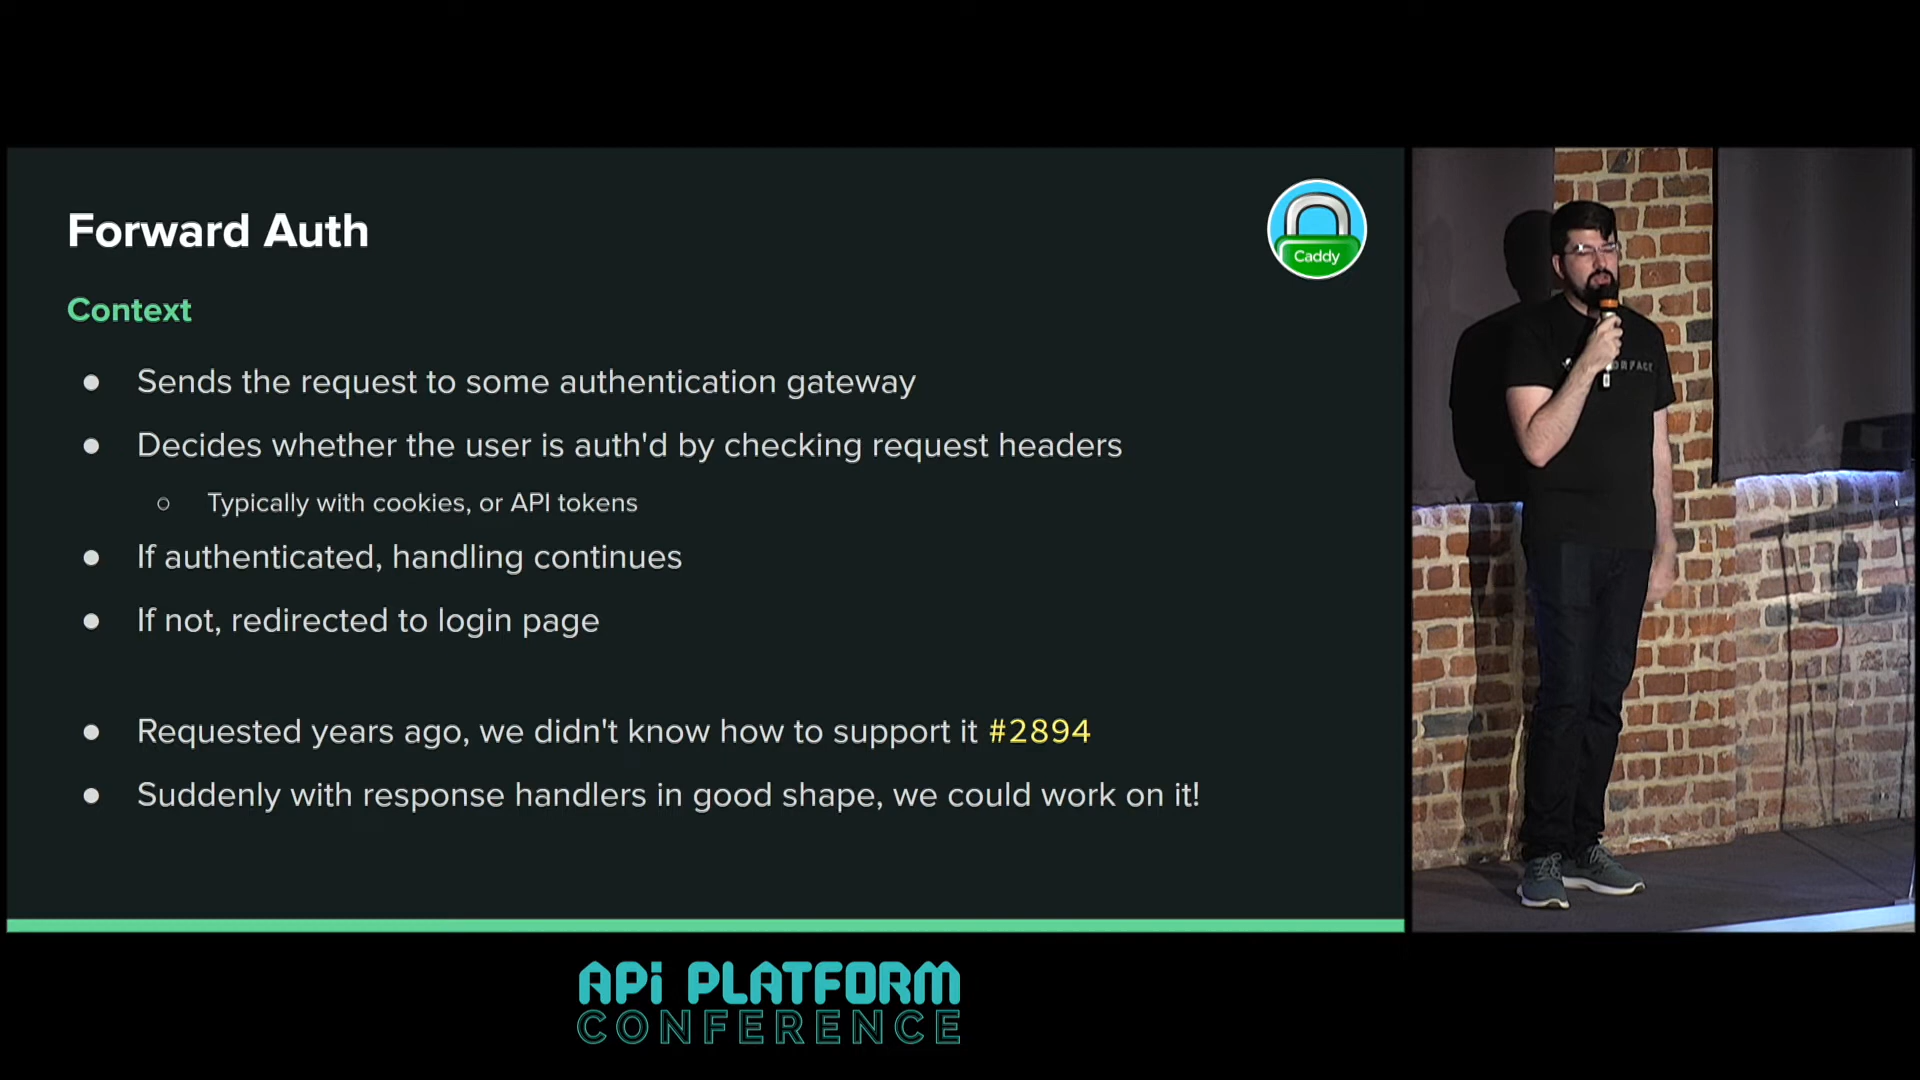 Forward Auth
Caddy
Context
● Sends the request to some authentication gateway
● Decides whether the user is auth'd by checking request headers
○ Typically with cookies, or API tokens
● If authenticated, handling continues
● If not, redirected to login page
● Requested years ago, we didn't know how to support it #2894
● Suddenly with response handlers in good shape, we could work on it!
APi PLATFORM
CONFERENCE